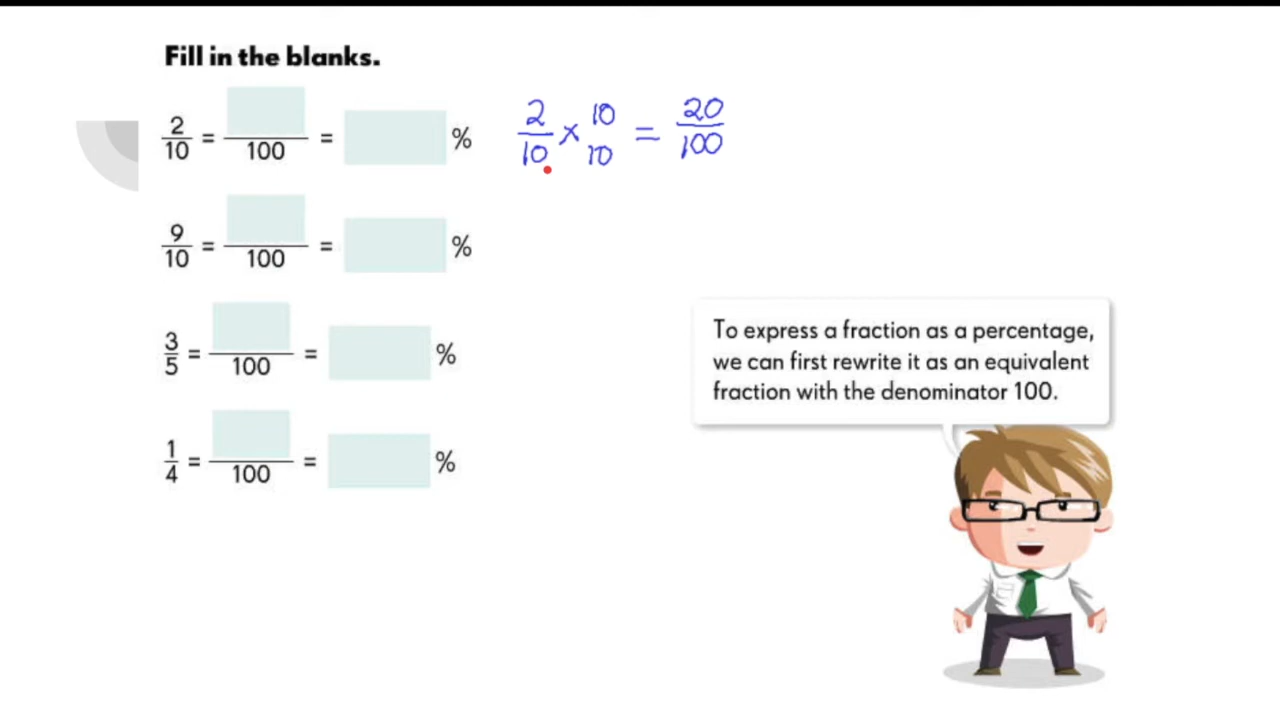 Fill in the blanks.
2/10 = /100 = %
2/10 × 10/10 = 20/100
9/10 = /100 = %
3/5 = /100 = %
1/4 = /100 = %
To express a fraction as a percentage,
we can first rewrite it as an equivalent
fraction with the denominator 100.